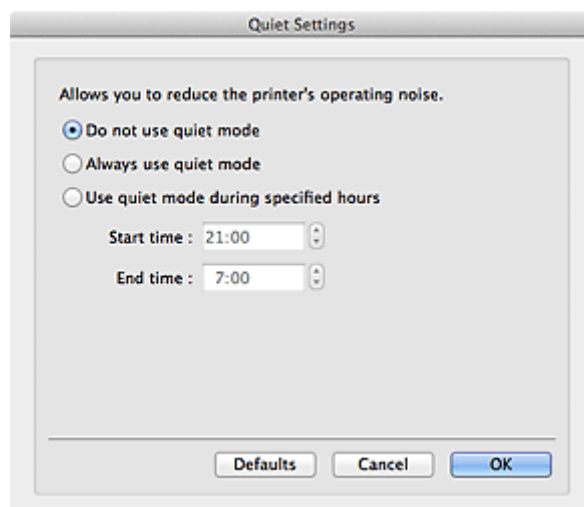 Quiet Settings
Allows you to reduce the printer's operating noise.
Do not use quiet mode
Always use quiet mode
Use quiet mode during specified hours
Start time : 21:00
End time : 7:00
Defaults Cancel OK